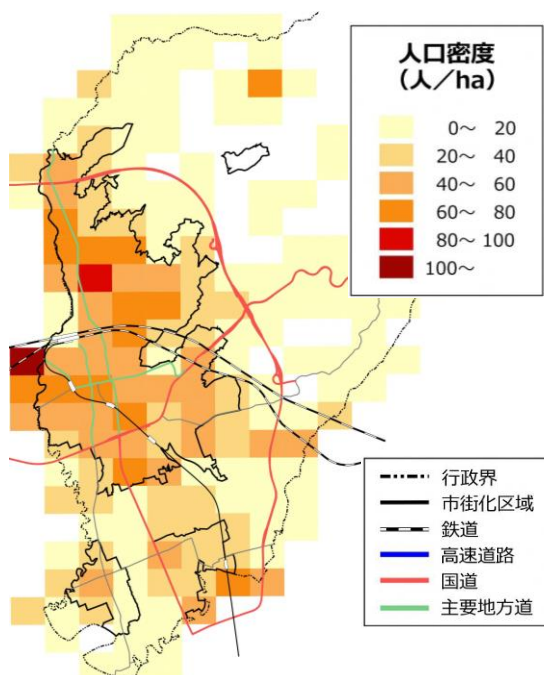 人口密度
（人／ha）
0～ 20
20～ 40
40～ 60
60～ 80
80～ 100
100～
行政界
市街化区域
鉄道
高速道路
国道
主要地方道